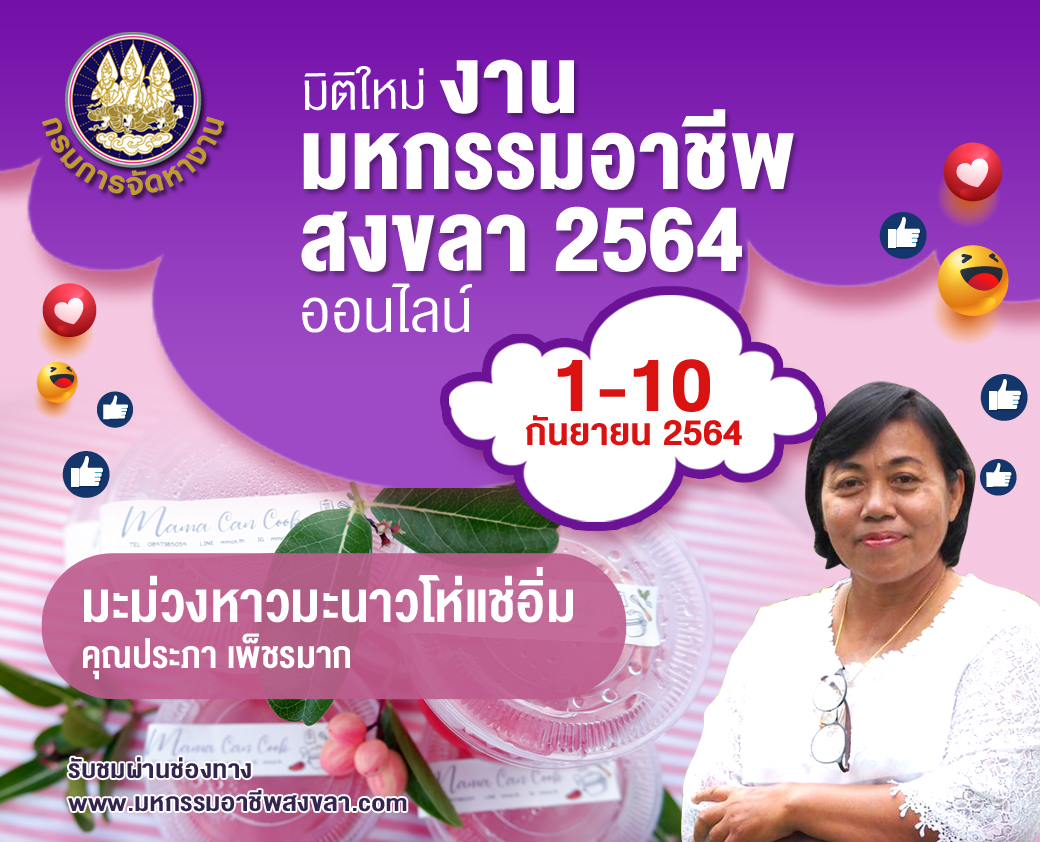 กรมการจัดหางาน
มิติใหม่ งาน
มหกรรมอาชีพ
สงขลา 2564
ออนไลน์
1-10
กันยายน 2564
Mama Can Cook
TEL 0897385054 LINE
IG
มะม่วงหาวมะนาวโห่แช่อิ่ม
คุณประภา เพ็ชรมาก
Mama Can Cook
Mama Can Cook
รับชมผ่านช่องทาง
www.มหกรรมอาชีพสงขลา.com